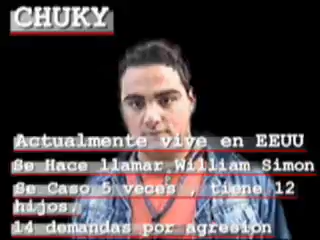 CHUKY
Actualmente vive en EEUU
Se Hace llamar William Simon
Se Caso 5 veces , tiene 12
hijos.
14 demandas por agresion